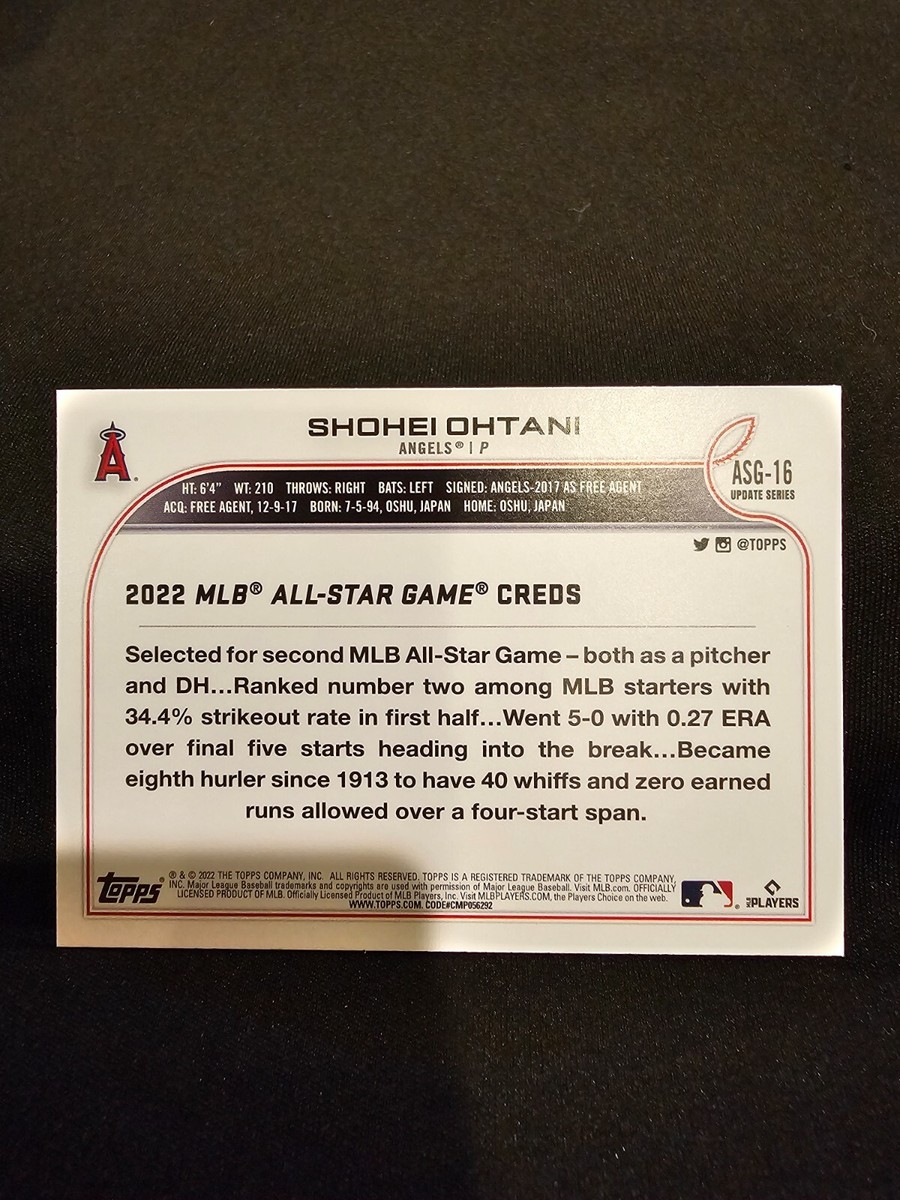 SHOHEI OHTANI
ANGELS® | P
A
ASG-16
UPDATE SERIES
HT: 6'4" WT: 210 THROWS: RIGHT BATS: LEFT SIGNED: ANGELS-2017 AS FREE AGENT
ACQ: FREE AGENT, 12-9-17 BORN: 7-5-94, OSHU, JAPAN HOME: OSHU, JAPAN
@TOPPS
2022 MLB® ALL-STAR GAME® CREDS
Selected for second MLB All-Star Game – both as a pitcher
and DH...Ranked number two among MLB starters with
34.4% strikeout rate in first half...Went 5-0 with 0.27 ERA
over final five starts heading into the break...Became
eighth hurler since 1913 to have 40 whiffs and zero earned
runs allowed over a four-start span.
topps®
® & © 2022 THE TOPPS COMPANY, INC. ALL RIGHTS RESERVED. TOPPS IS A REGISTERED TRADEMARK OF THE TOPPS COMPANY,
INC. Major League Baseball trademarks and copyrights are used with permission of Major League Baseball. Visit MLB.com. OFFICIALLY
LICENSED PRODUCT OF MLB. Officially Licensed Product of MLB Players, Inc. Visit MLBPLAYERS.COM, the Players Choice on the web.
WWW.TOPPS.COM. CODE#CMP056292
MLB PLAYERS